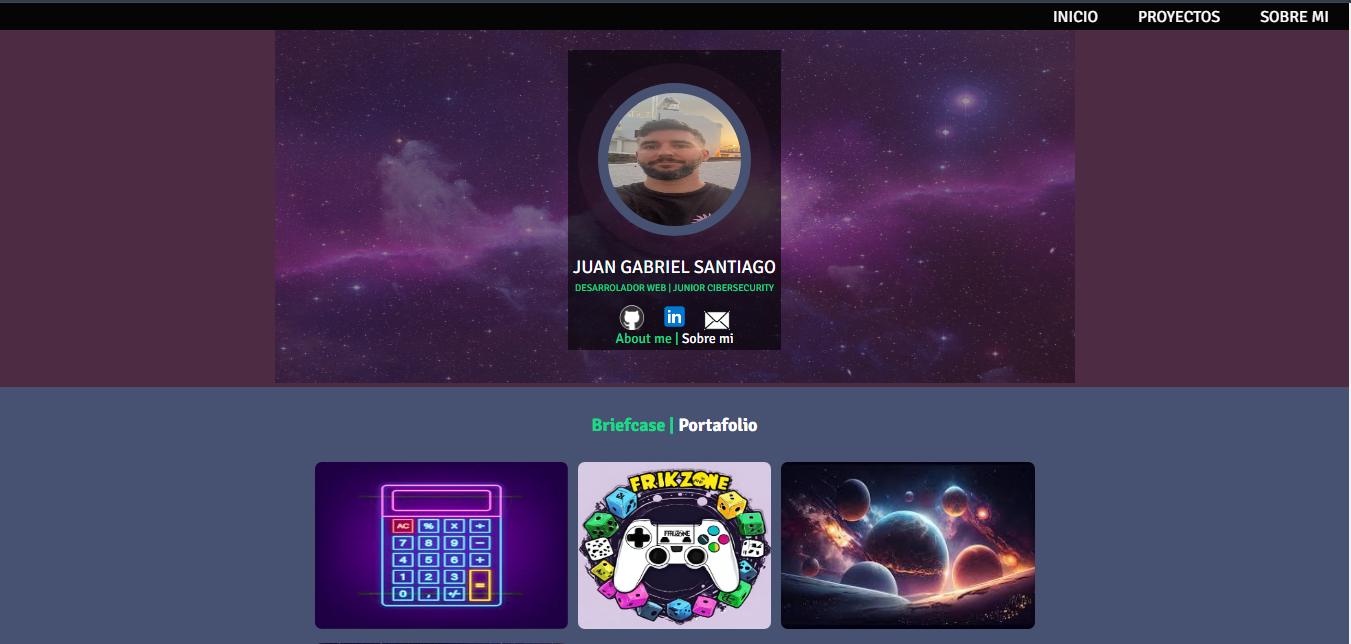 INICIO PROYECTOS SOBRE MI
JUAN GABRIEL SANTIAGO
DESARROLADOR WEB | JUNIOR CIBERSECURITY
in
About me | Sobre mi
Briefcase | Portafolio
AC % x ÷
7 8 9 −
4 5 6 +
1 2 3 =
0 , +/-
FRIKZONE
FRIKZONE